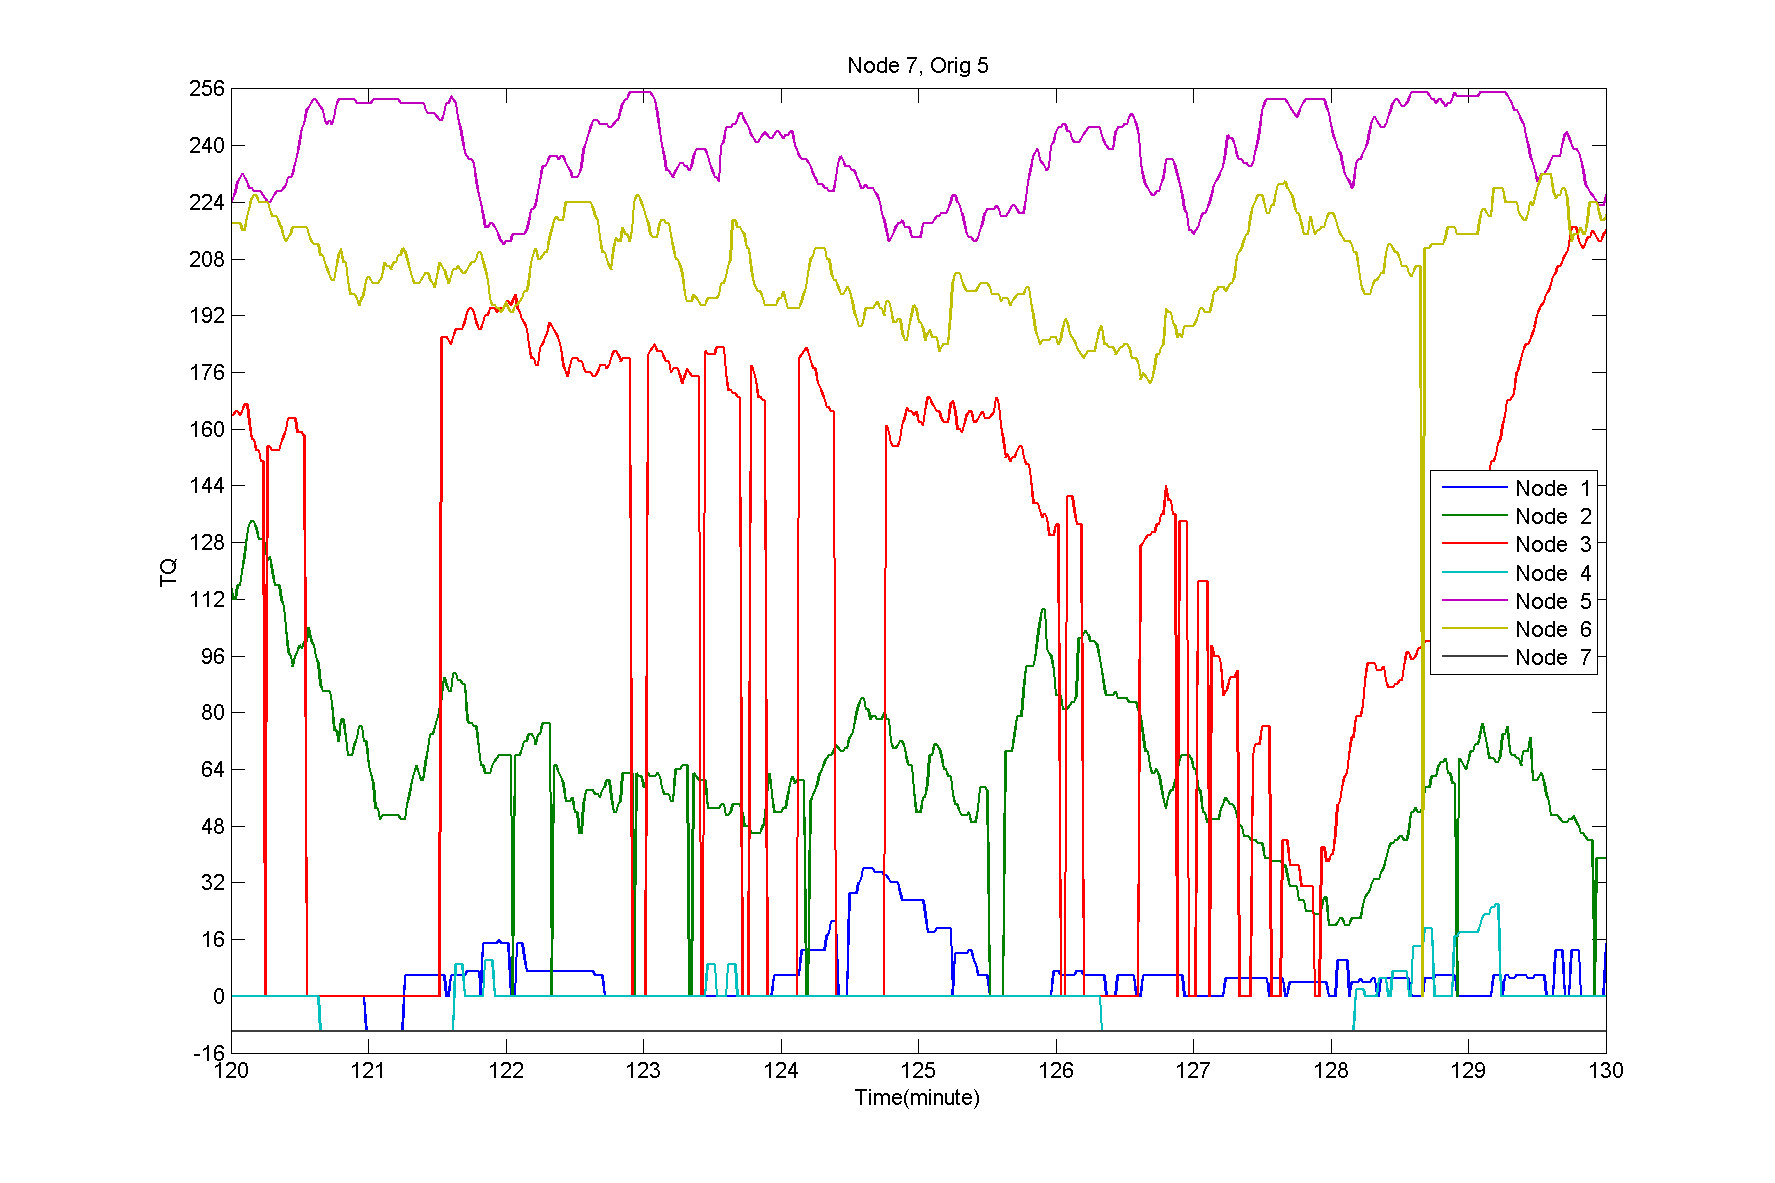 Node 7, Orig 5
256
240
224
208
192
176
160
144
128
112
96
80
64
48
32
16
0
-16
TQ
Node 1
Node 2
Node 3
Node 4
Node 5
Node 6
Node 7
120 121 122 123 124 125 126 127 128 129 130
Time(minute)